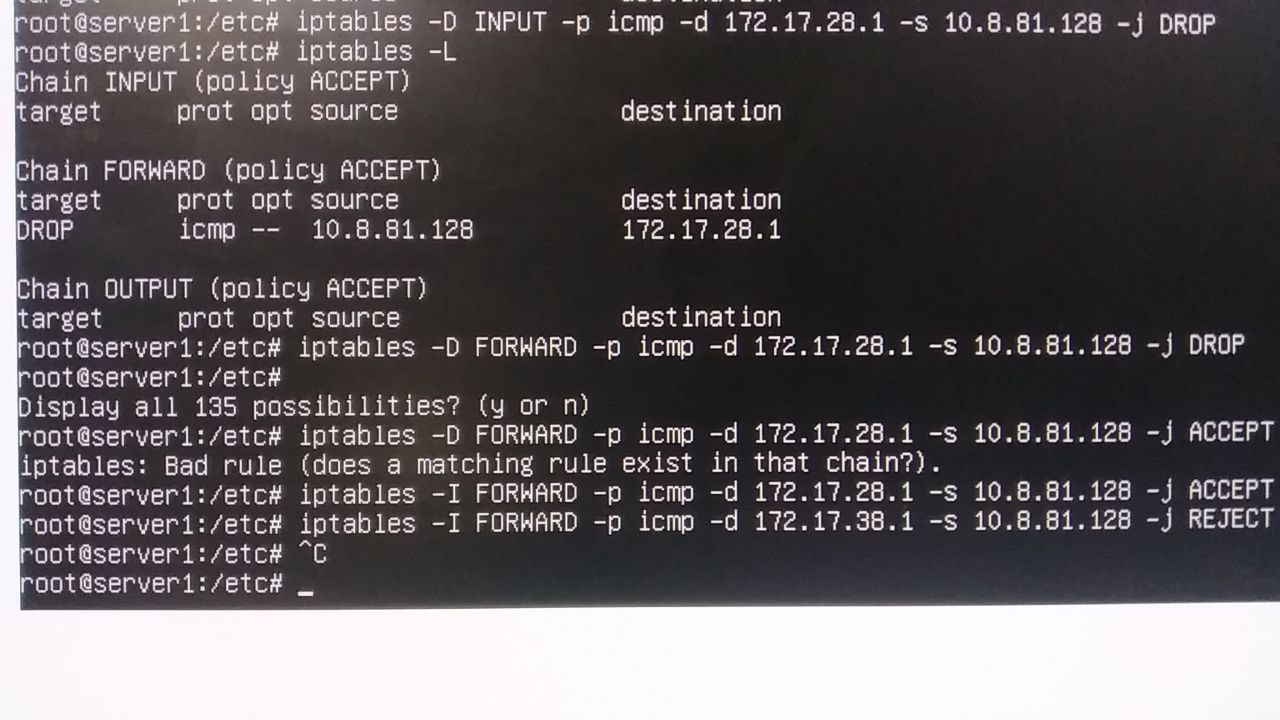 root@server1:/etc# iptables -D INPUT -p icmp -d 172.17.28.1 -s 10.8.81.128 -j DROP
root@server1:/etc# iptables -L
Chain INPUT (policy ACCEPT)
target     prot opt source               destination
Chain FORWARD (policy ACCEPT)
target     prot opt source               destination
DROP       icmp --  10.8.81.128          172.17.28.1
Chain OUTPUT (policy ACCEPT)
target     prot opt source               destination
root@server1:/etc# iptables -D FORWARD -p icmp -d 172.17.28.1 -s 10.8.81.128 -j DROP
root@server1:/etc#
Display all 135 possibilities? (y or n)
root@server1:/etc# iptables -D FORWARD -p icmp -d 172.17.28.1 -s 10.8.81.128 -j ACCEPT
iptables: Bad rule (does a matching rule exist in that chain?).
root@server1:/etc# iptables -I FORWARD -p icmp -d 172.17.28.1 -s 10.8.81.128 -j ACCEPT
root@server1:/etc# iptables -I FORWARD -p icmp -d 172.17.38.1 -s 10.8.81.128 -j REJECT
root@server1:/etc# ^C
root@server1:/etc# _